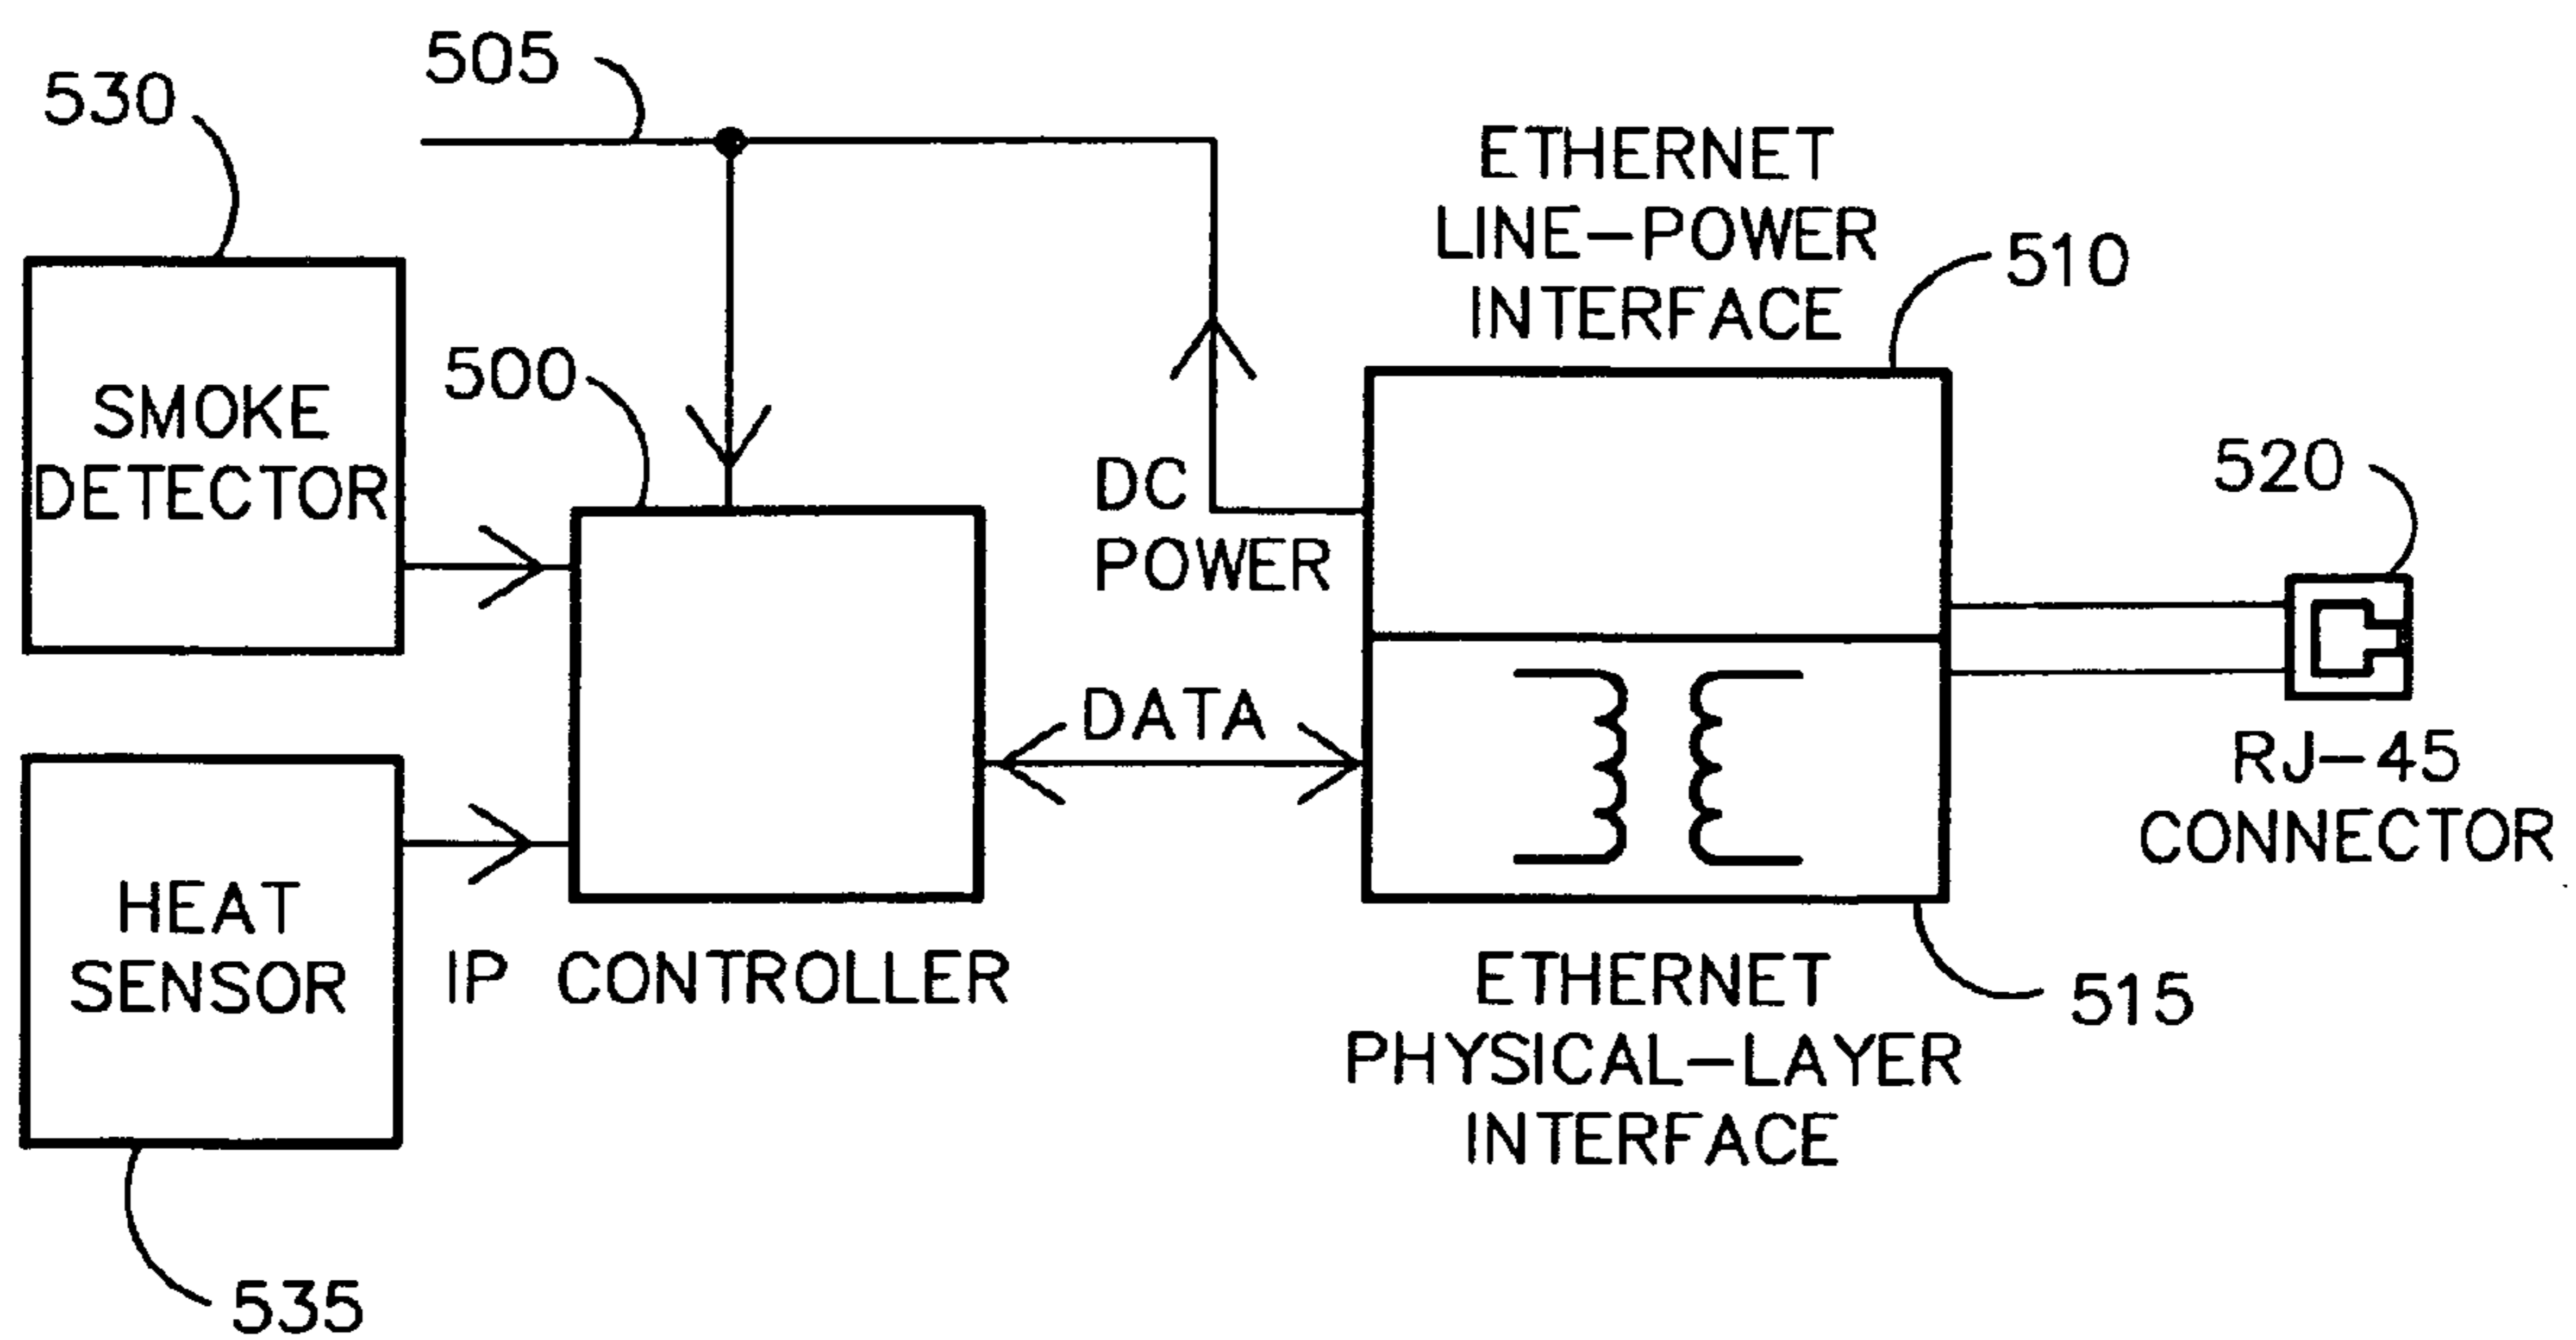 505
530
ETHERNET
LINE-POWER
INTERFACE
510
500
SMOKE
DETECTOR
DC
POWER
520
DATA
RJ-45
CONNECTOR
HEAT
SENSOR
IP CONTROLLER
ETHERNET
PHYSICAL-LAYER
INTERFACE
515
535